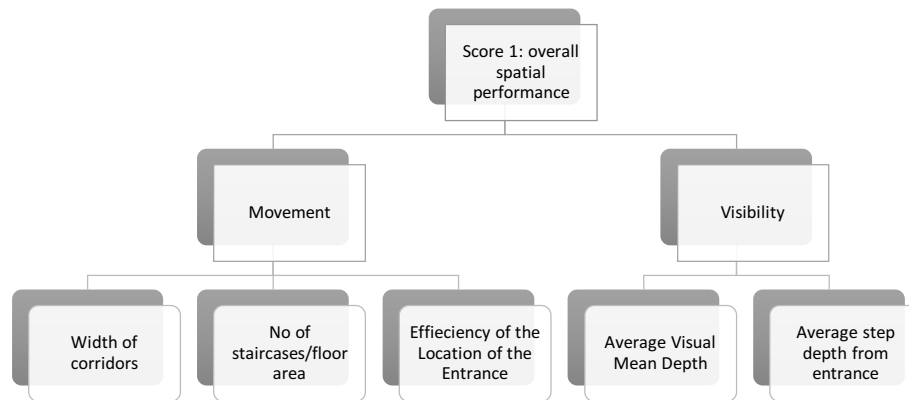 Score 1: overall
spatial
performance
Movement
Visibility
Width of
corridors
No of
staircases/floor
area
Effieciency of the
Location of the
Entrance
Average Visual
Mean Depth
Average step
depth from
entrance